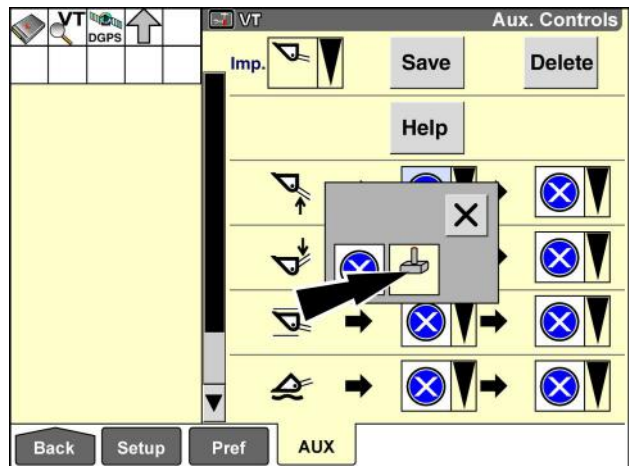 VT
DGPS
VT Aux. Controls
Imp. Save Delete
Help
Back Setup Pref AUX